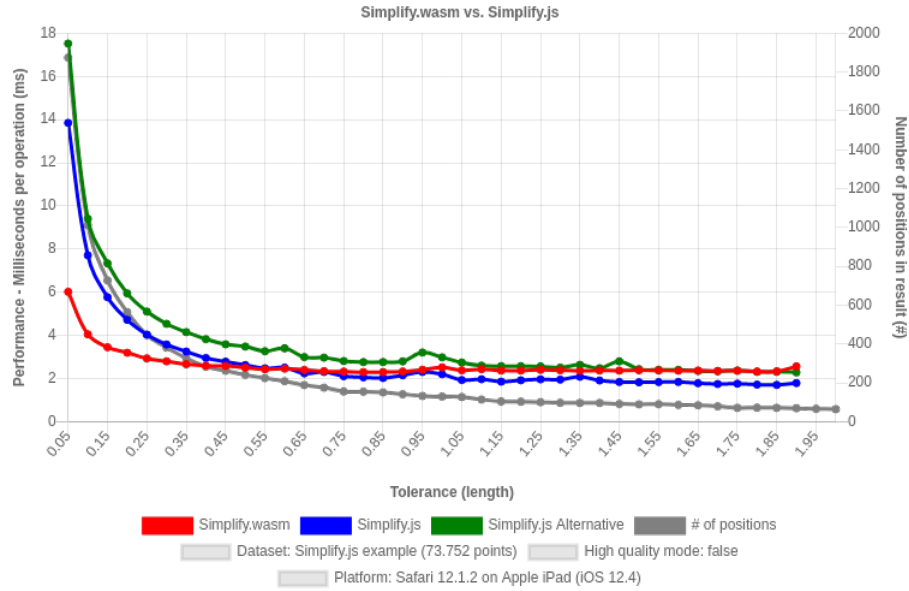 Simplify.wasm vs. Simplify.js
Performance - Milliseconds per operation (ms)
18
16
14
12
10
8
6
4
2
0
2000
1800
1600
1400
1200
1000
800
600
400
200
0
Number of positions in result (#)
0.05 0.15 0.25 0.35 0.45 0.55 0.65 0.75 0.85 0.95 1.05 1.15 1.25 1.35 1.45 1.55 1.65 1.75 1.85 1.95
Tolerance (length)
Simplify.wasm Simplify.js Simplify.js Alternative # of positions
Dataset: Simplify.js example (73.752 points) High quality mode: false
Platform: Safari 12.1.2 on Apple iPad (iOS 12.4)